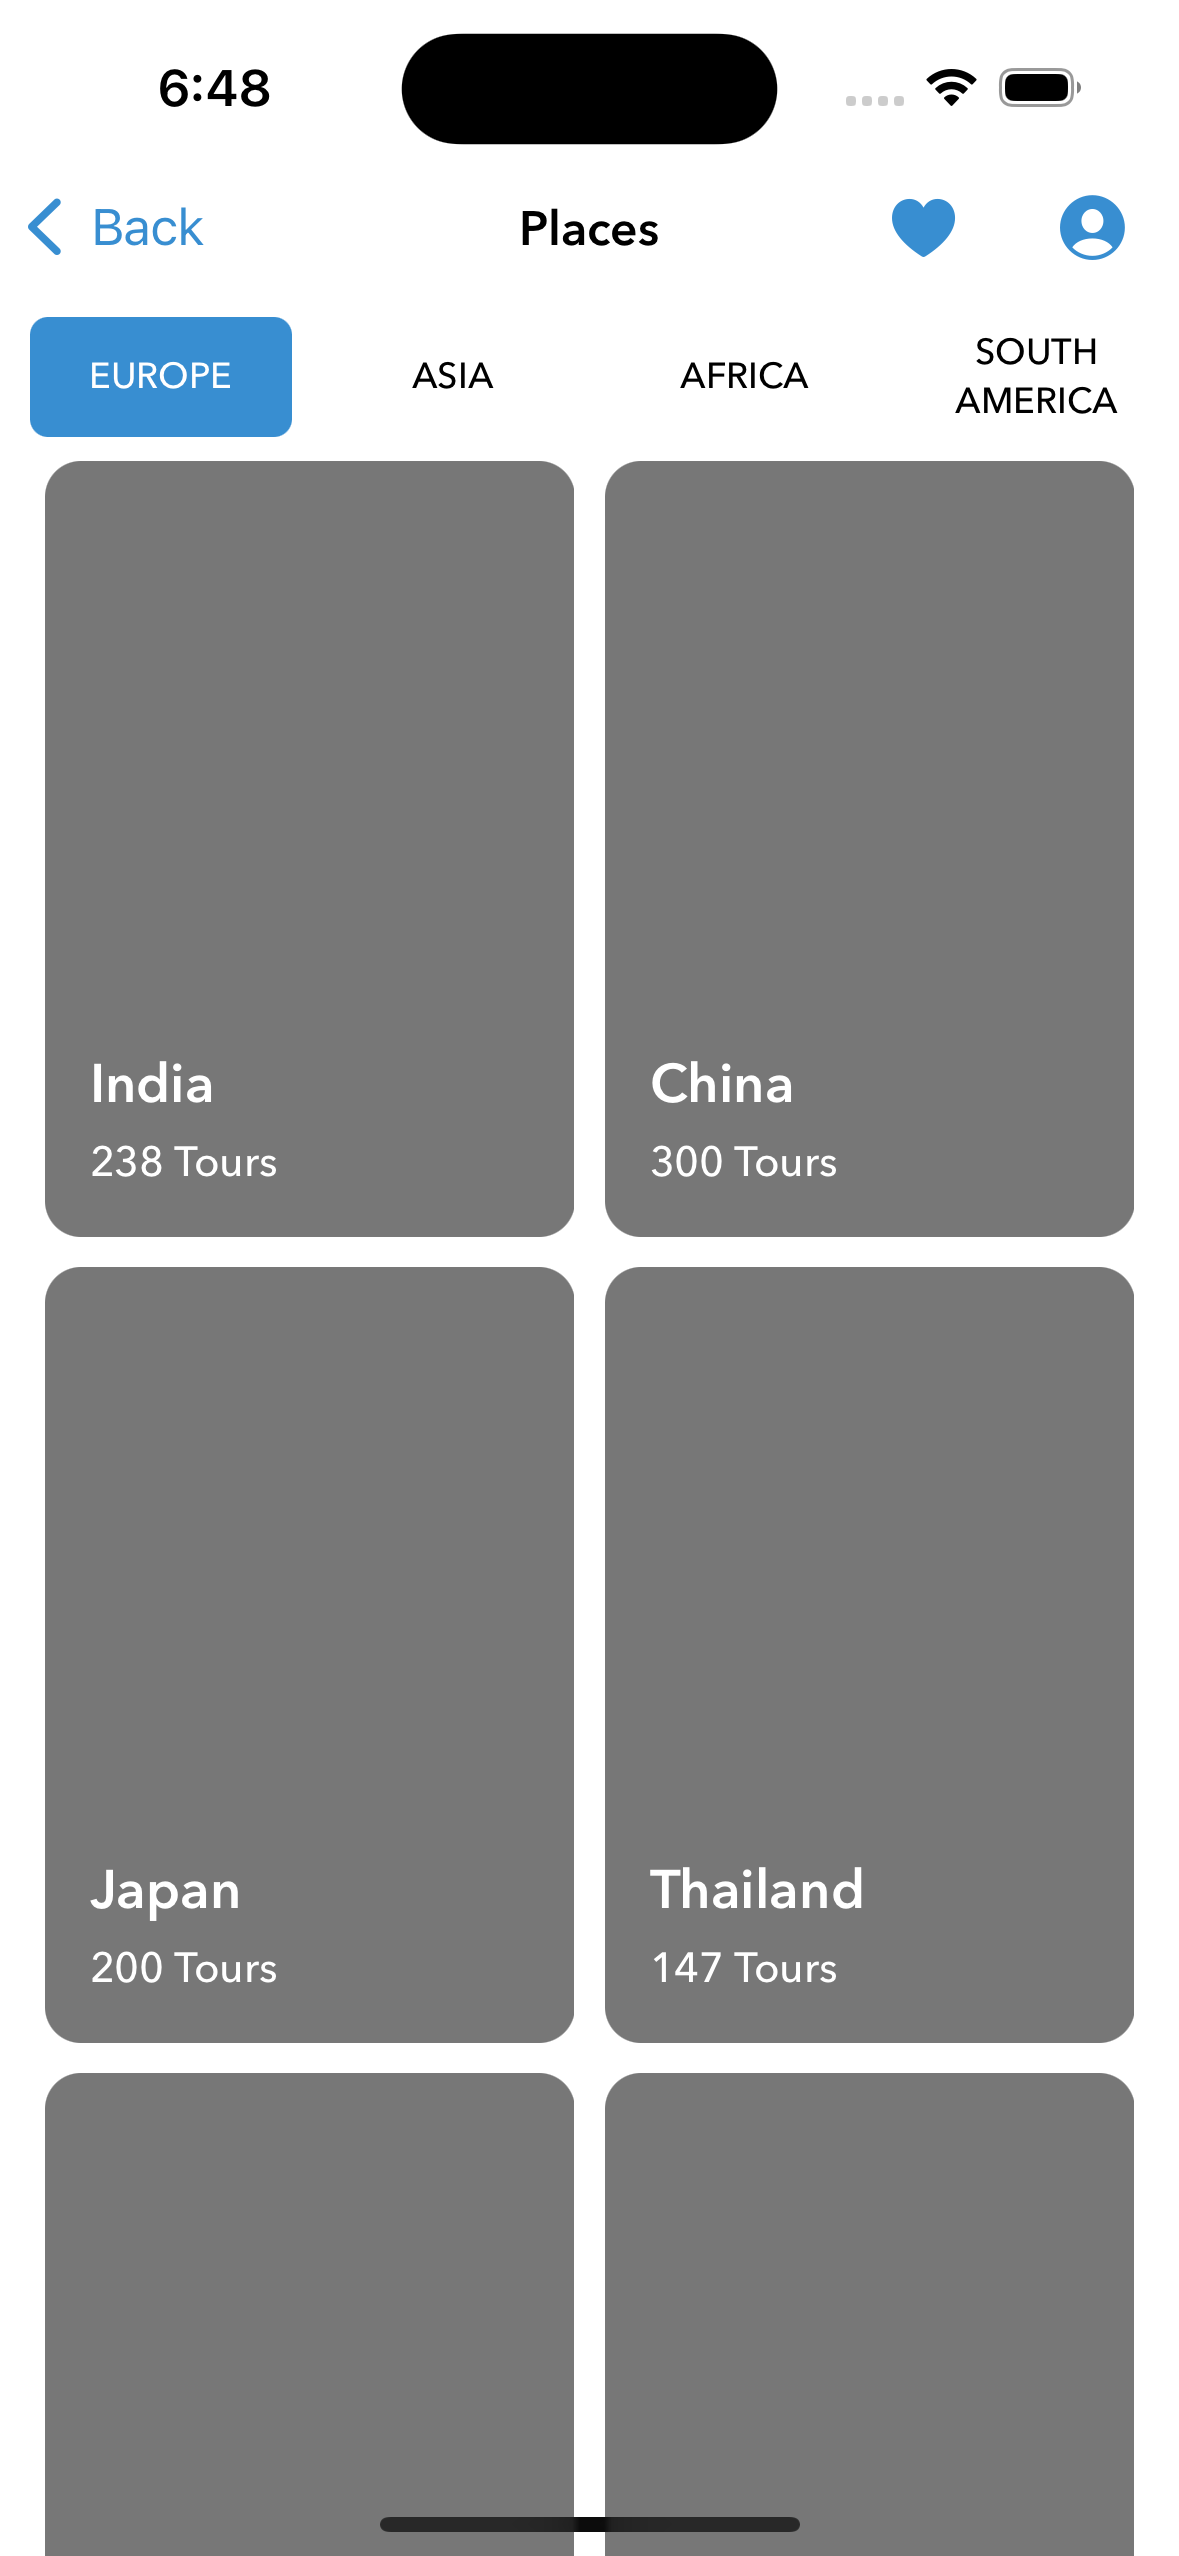 6:48
Back
Places
EUROPE
ASIA
AFRICA
SOUTH
AMERICA
India
238 Tours
China
300 Tours
Japan
200 Tours
Thailand
147 Tours